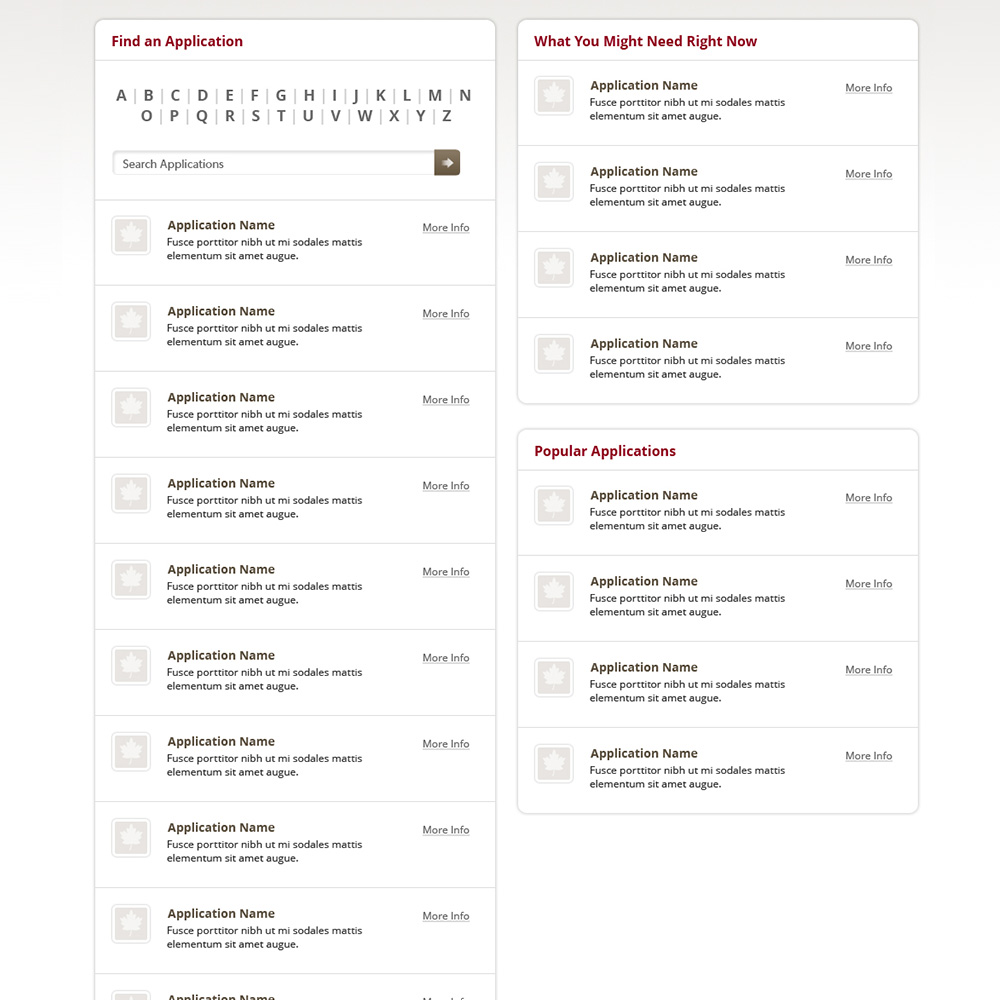 Find an Application
A | B | C | D | E | F | G | H | I | J | K | L | M | N
O | P | Q | R | S | T | U | V | W | X | Y | Z
Search Applications
Application Name
More Info
Fusce porttitor nibh ut mi sodales mattis
elementum sit amet augue.
Application Name
More Info
Fusce porttitor nibh ut mi sodales mattis
elementum sit amet augue.
Application Name
More Info
Fusce porttitor nibh ut mi sodales mattis
elementum sit amet augue.
Application Name
More Info
Fusce porttitor nibh ut mi sodales mattis
elementum sit amet augue.
Application Name
More Info
Fusce porttitor nibh ut mi sodales mattis
elementum sit amet augue.
Application Name
More Info
Fusce porttitor nibh ut mi sodales mattis
elementum sit amet augue.
Application Name
More Info
Fusce porttitor nibh ut mi sodales mattis
elementum sit amet augue.
Application Name
More Info
Fusce porttitor nibh ut mi sodales mattis
elementum sit amet augue.
Application Name
More Info
Fusce porttitor nibh ut mi sodales mattis
elementum sit amet augue.
Application Name
What You Might Need Right Now
Application Name
More Info
Fusce porttitor nibh ut mi sodales mattis
elementum sit amet augue.
Application Name
More Info
Fusce porttitor nibh ut mi sodales mattis
elementum sit amet augue.
Application Name
More Info
Fusce porttitor nibh ut mi sodales mattis
elementum sit amet augue.
Application Name
More Info
Fusce porttitor nibh ut mi sodales mattis
elementum sit amet augue.
Popular Applications
Application Name
More Info
Fusce porttitor nibh ut mi sodales mattis
elementum sit amet augue.
Application Name
More Info
Fusce porttitor nibh ut mi sodales mattis
elementum sit amet augue.
Application Name
More Info
Fusce porttitor nibh ut mi sodales mattis
elementum sit amet augue.
Application Name
More Info
Fusce porttitor nibh ut mi sodales mattis
elementum sit amet augue.